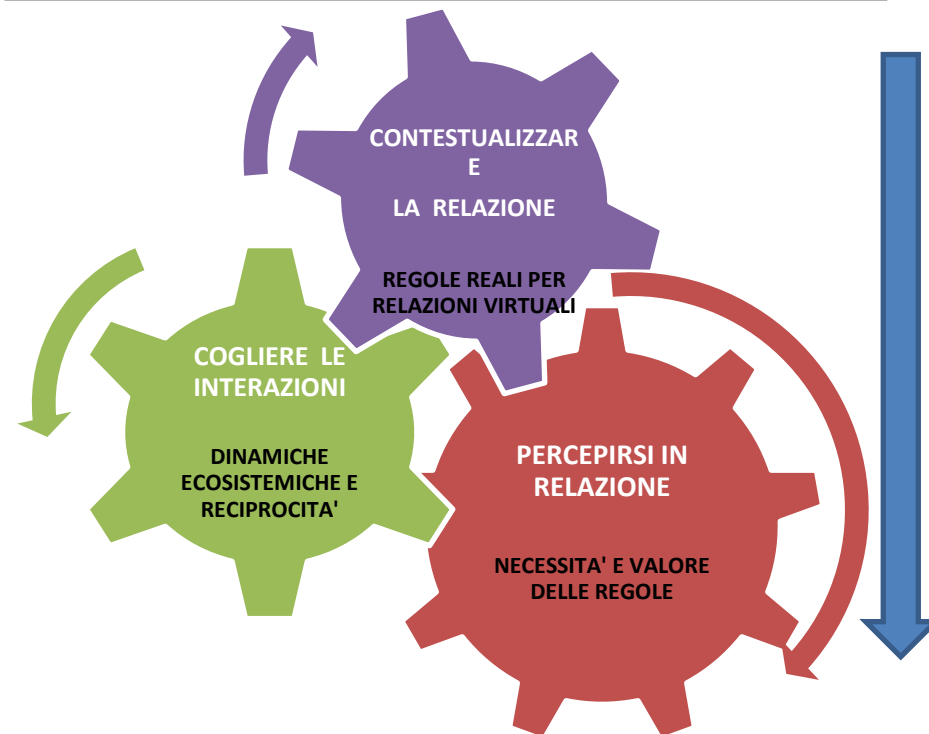 CONTESTUALIZZAR
E
LA RELAZIONE
REGOLE REALI PER
RELAZIONI VIRTUALI
COGLIERE LE
INTERAZIONI
DINAMICHE
ECOSISTEMICHE E
RECIPROCITA'
PERCEPIRSI IN
RELAZIONE
NECESSITA' E VALORE
DELLE REGOLE